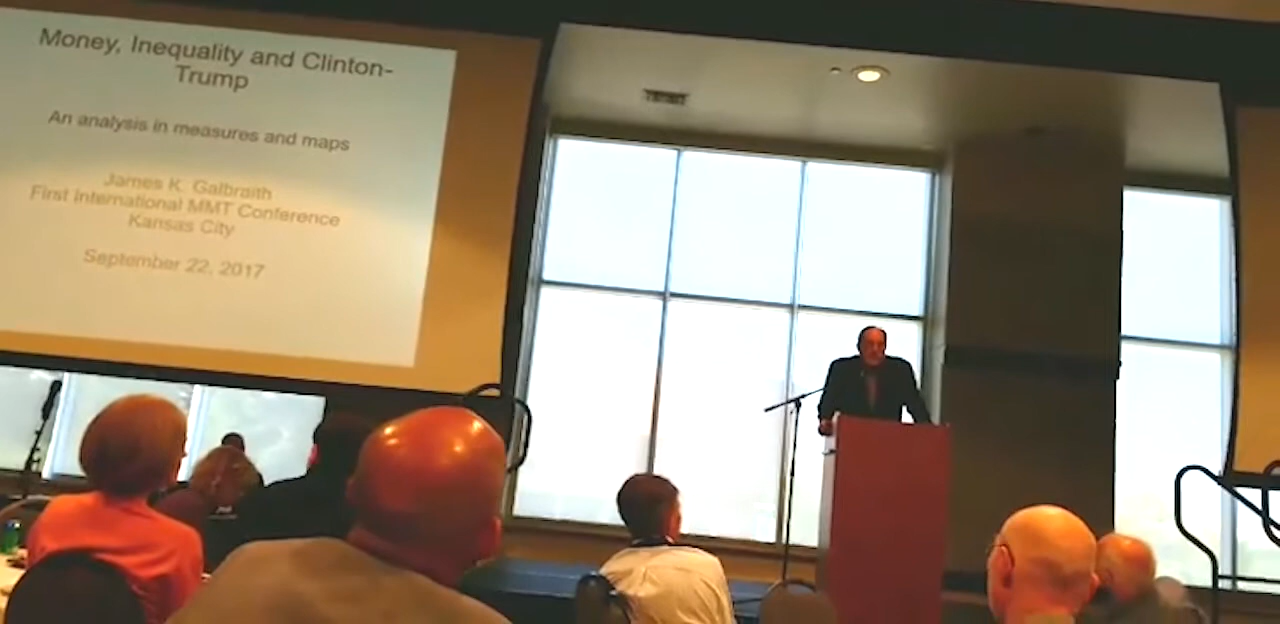 Money, Inequality and Clinton-
Trump
An analysis in measures and maps
James K. Galbraith
First International MMT Conference
Kansas City
September 22, 2017